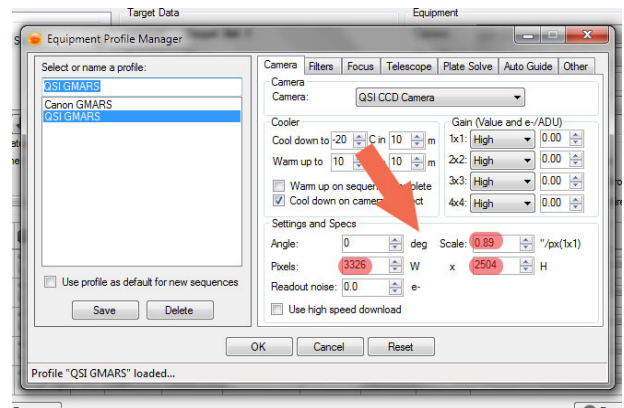 Target Data
Equipment
Equipment Profile Manager
Select or name a profile:
QSI GMARS
Canon GMARS
QSI GMARS
Use profile as default for new sequences
Save Delete
Camera Filters Focus Telescope Plate Solve Auto Guide Other
Camera
Camera: QSI CCD Camera
Cooler
Cool down to -20 C in 10 m
Warm up to 10 10 m
Warm up on sequence
Cool down on camera
Gain (Value and e-/ADU)
1x1: High 0.00
2x2: High 0.00
3x3: High 0.00
4x4: High 0.00
Settings and Specs
Angle: 0 deg Scale: 0.89 "/px(1x1)
Pixels: 3326 W x 2504 H
Readout noise: 0.0 e-
Use high speed download
OK Cancel Reset
Profile "QSI GMARS" loaded...